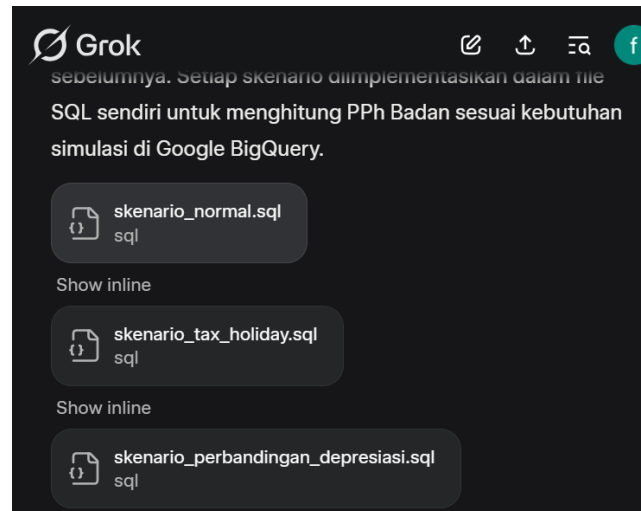 Grok
f
sebelumnya. Setiap skenario diimplementasikan dalam file
SQL sendiri untuk menghitung PPh Badan sesuai kebutuhan
simulasi di Google BigQuery.
skenario_normal.sql
sql
Show inline
skenario_tax_holiday.sql
sql
Show inline
skenario_perbandingan_depresiasi.sql
sql